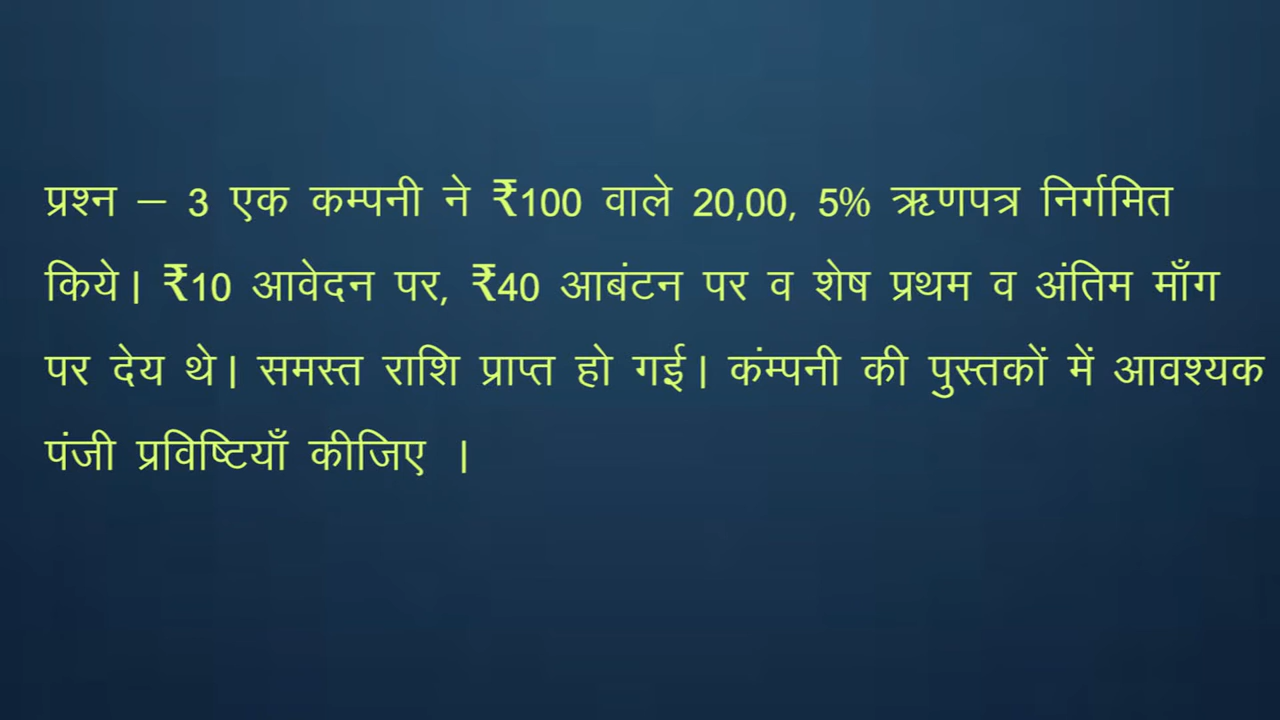 प्रश्न – 3 एक कम्पनी ने ₹100 वाले 20,00, 5% ऋणपत्र निर्गमित
किये। ₹10 आवेदन पर, ₹40 आबंटन पर व शेष प्रथम व अंतिम माँग
पर देय थे। समस्त राशि प्राप्त हो गई। कंम्पनी की पुस्तकों में आवश्यक
पंजी प्रविष्टियाँ कीजिए ।